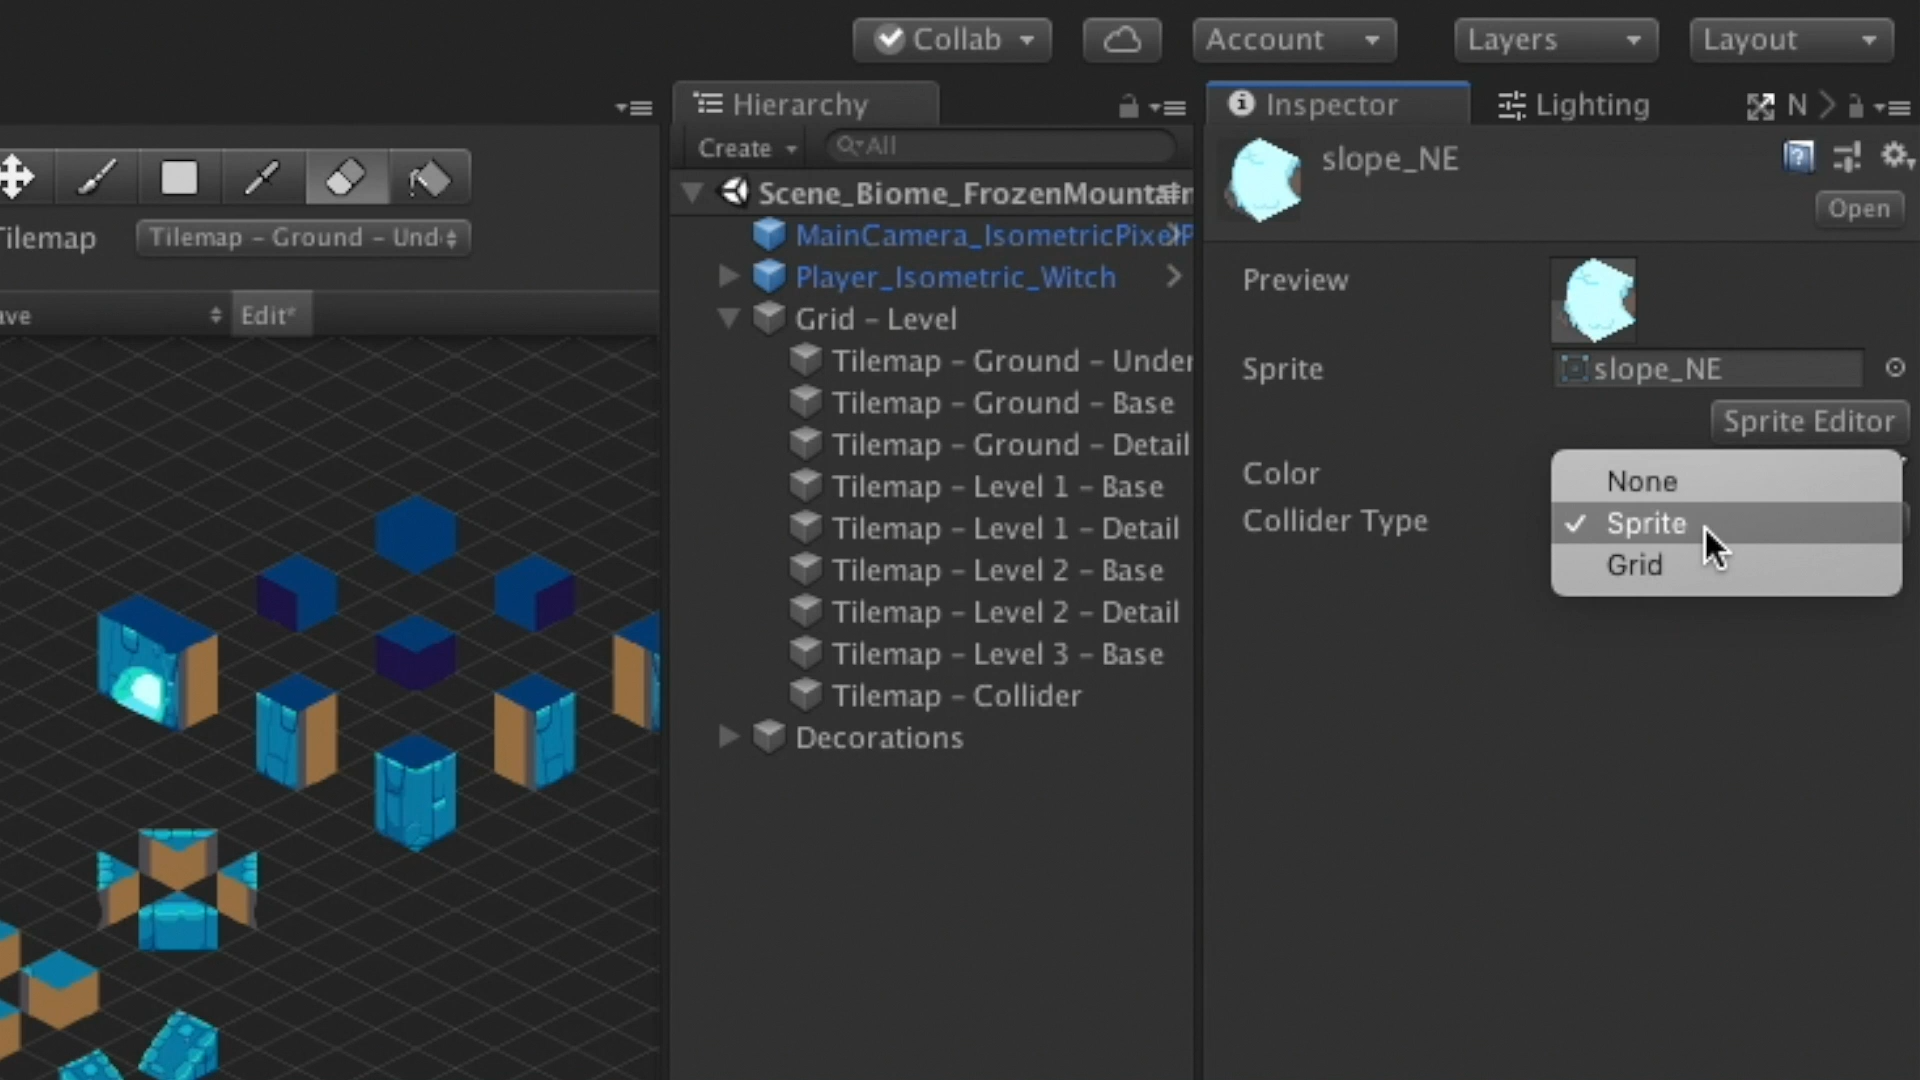 Collab
Account
Layers
Layout
Hierarchy
Inspector
Lighting
N
Create
All
slope_NE
Open
Scene_Biome_FrozenMountain
MainCamera_IsometricPixelP
Player_Isometric_Witch
Grid – Level
Tilemap – Ground – Under
Tilemap – Ground – Base
Tilemap – Ground – Detail
Tilemap – Level 1 – Base
Tilemap – Level 1 – Detail
Tilemap – Level 2 – Base
Tilemap – Level 2 – Detail
Tilemap – Level 3 – Base
Tilemap – Collider
Decorations
Tilemap
Tilemap – Ground – Und
ave
Edit*
Preview
Sprite
slope_NE
Sprite Editor
Color
Collider Type
None
✓ Sprite
Grid